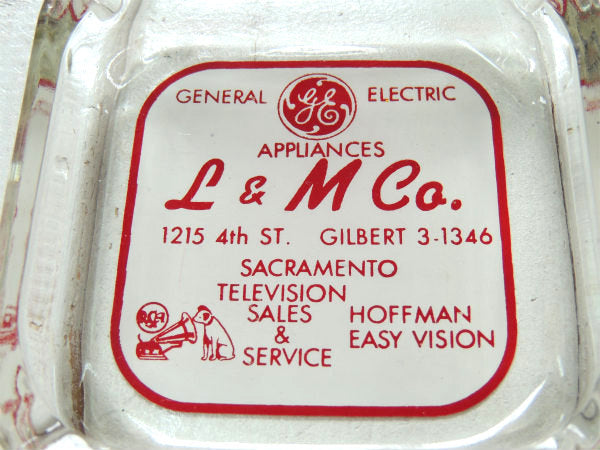 GENERAL GE ELECTRIC
APPLIANCES
L & M Co.
1215 4th ST. GILBERT 3-1346
SACRAMENTO
TELEVISION
SALES
&
SERVICE
RCA
HOFFMAN
EASY VISION